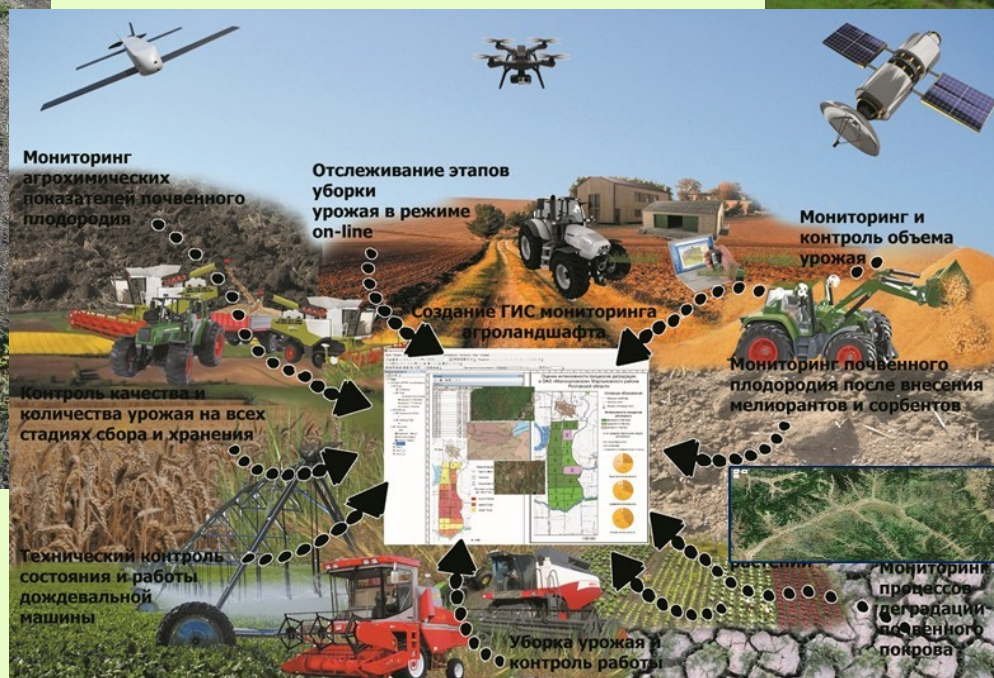 Мониторинг
агрохимических
показателей почвенного
плодородия
Отслеживание этапов
уборки
урожая в режиме
on-line
Мониторинг и
контроль объема
урожая
Создание ГИС мониторинга
агроландшафта
Мониторинг почвенного
плодородия после внесения
мелиорантов и сорбентов
Контроль качества и
количества урожая на всех
стадиях сбора и хранения
Технический контроль
состояния и работы
дождевальной
машины
Уборка урожая и
контроль работы
растений
Мониторинг
процессов
деградации
почвенного
покрова